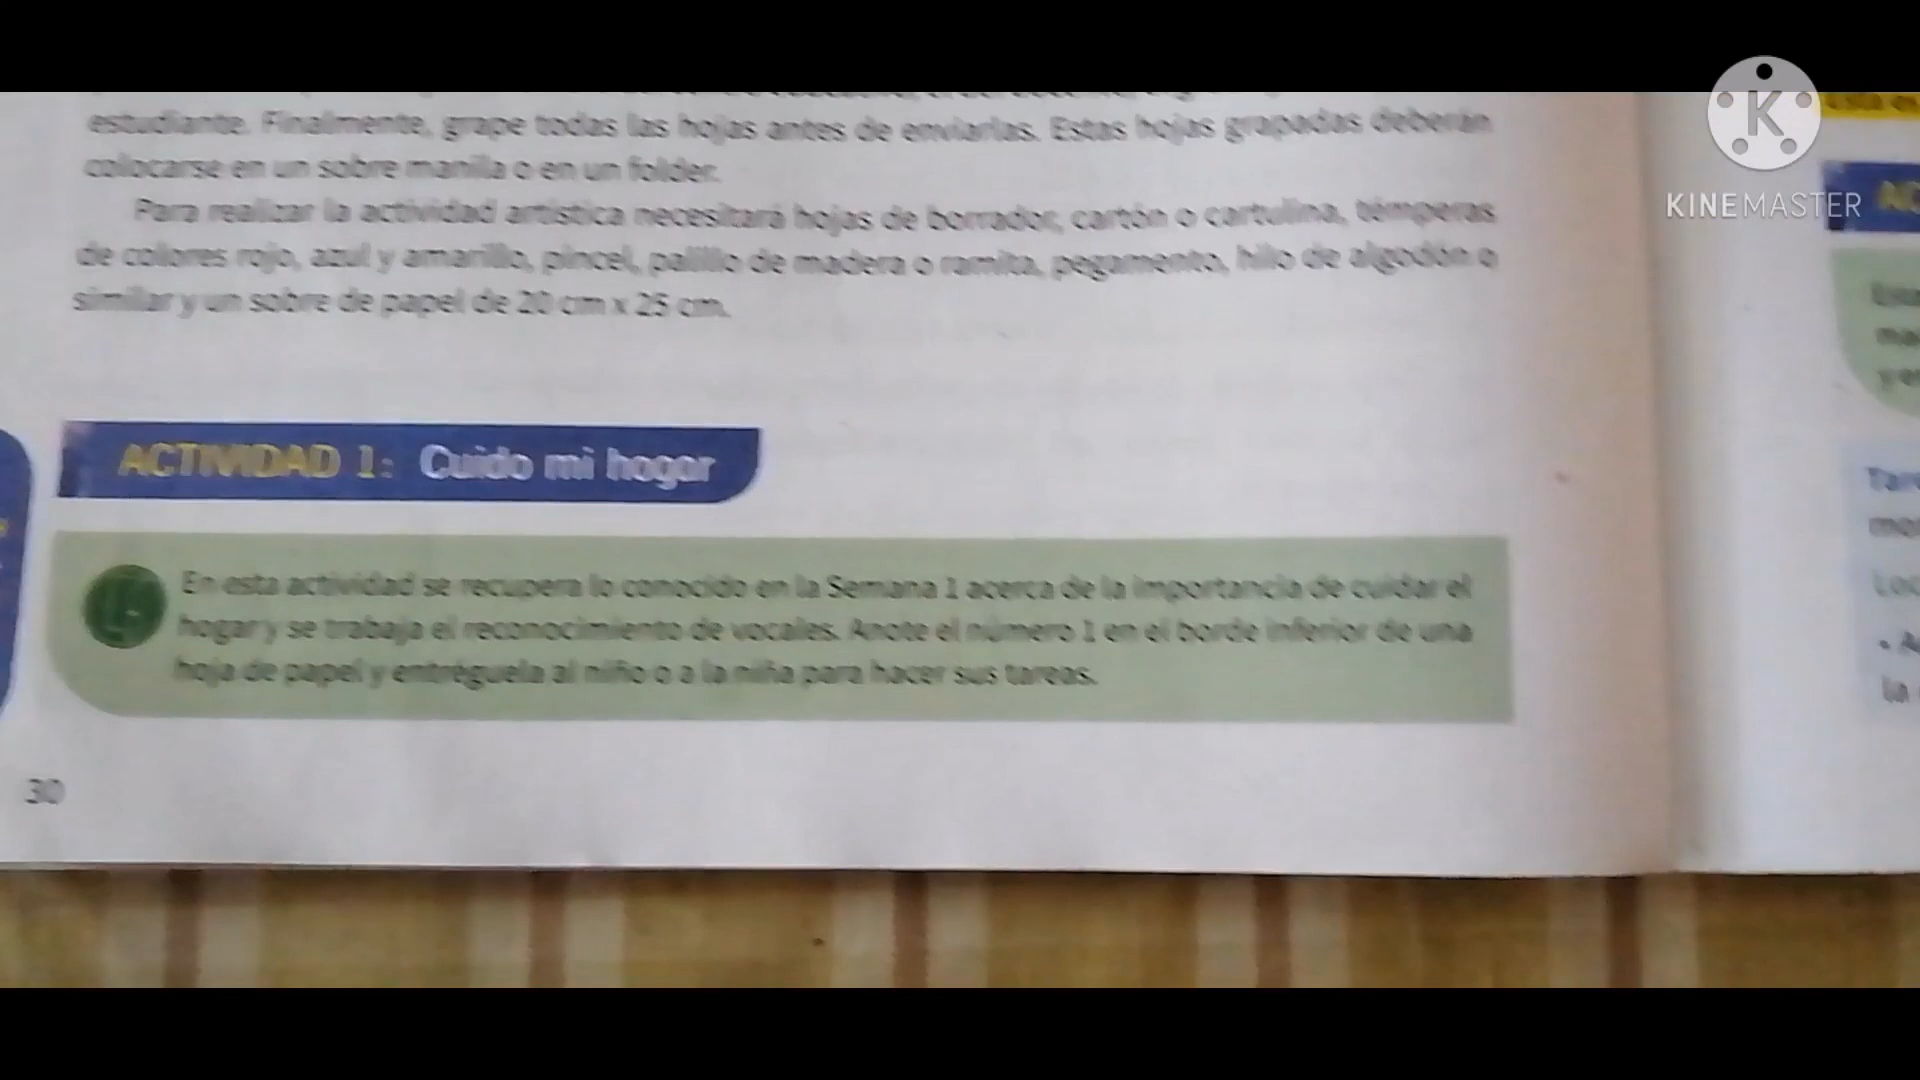 estudiante. Finalmente, grape todas las hojas antes de enviarlas. Estas hojas grapadas deberán
colocarse en un sobre manila o en un folder.
Para realizar la actividad artística necesitará hojas de borrador, cartón o cartulina, témperas
de colores rojo, azul y amarillo, pincel, palillo de madera o ramita, pegamento, hilo de algodón o
similar y un sobre de papel de 20 cm x 25 cm.
ACTIVIDAD 1: Cuido mi hogar
En esta actividad se recupera lo conocido en la Semana 1 acerca de la importancia de cuidar el
hogar y se trabaja el reconocimiento de vocales. Anote el número 1 en el borde inferior de una
hoja de papel y entréguela al niño o a la niña para hacer sus tareas.
30
K
KINEMASTER
la